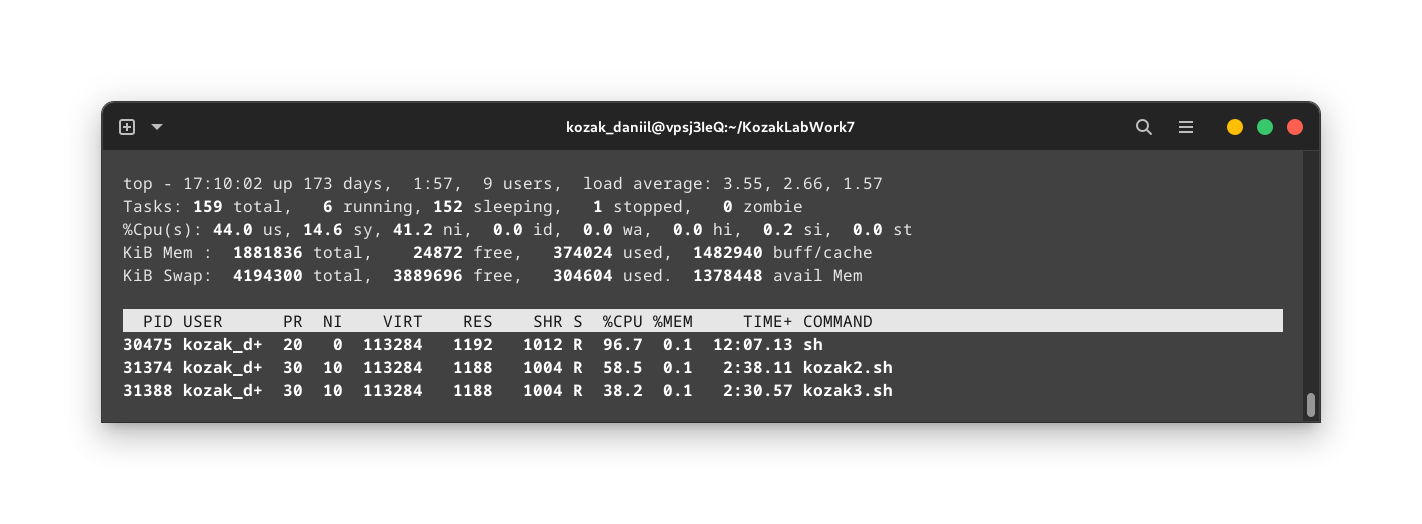 kozak_daniil@vpsj3IeQ:~/KozakLabWork7
top - 17:10:02 up 173 days,  1:57,  9 users,  load average: 3.55, 2.66, 1.57
Tasks: 159 total,   6 running, 152 sleeping,   1 stopped,   0 zombie
%Cpu(s): 44.0 us, 14.6 sy, 41.2 ni,  0.0 id,  0.0 wa,  0.0 hi,  0.2 si,  0.0 st
KiB Mem :  1881836 total,    24872 free,   374024 used,  1482940 buff/cache
KiB Swap:  4194300 total,  3889696 free,   304604 used.  1378448 avail Mem
  PID USER      PR  NI    VIRT    RES    SHR S  %CPU %MEM     TIME+ COMMAND
30475 kozak_d+  20   0  113284   1192   1012 R  96.7  0.1  12:07.13 sh
31374 kozak_d+  30  10  113284   1188   1004 R  58.5  0.1   2:38.11 kozak2.sh
31388 kozak_d+  30  10  113284   1188   1004 R  38.2  0.1   2:30.57 kozak3.sh